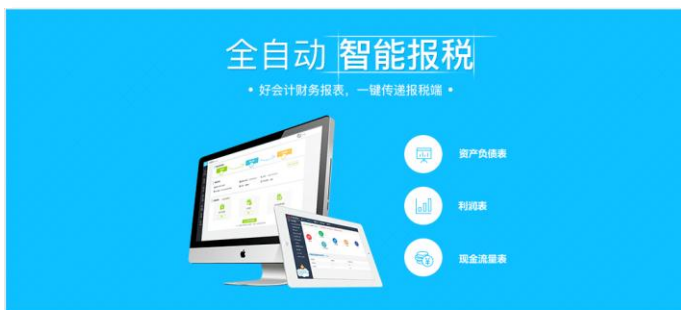 全自动 智能报税
• 好会计财务报表，一键传递报税端 •
资产负债表
利润表
现金流量表